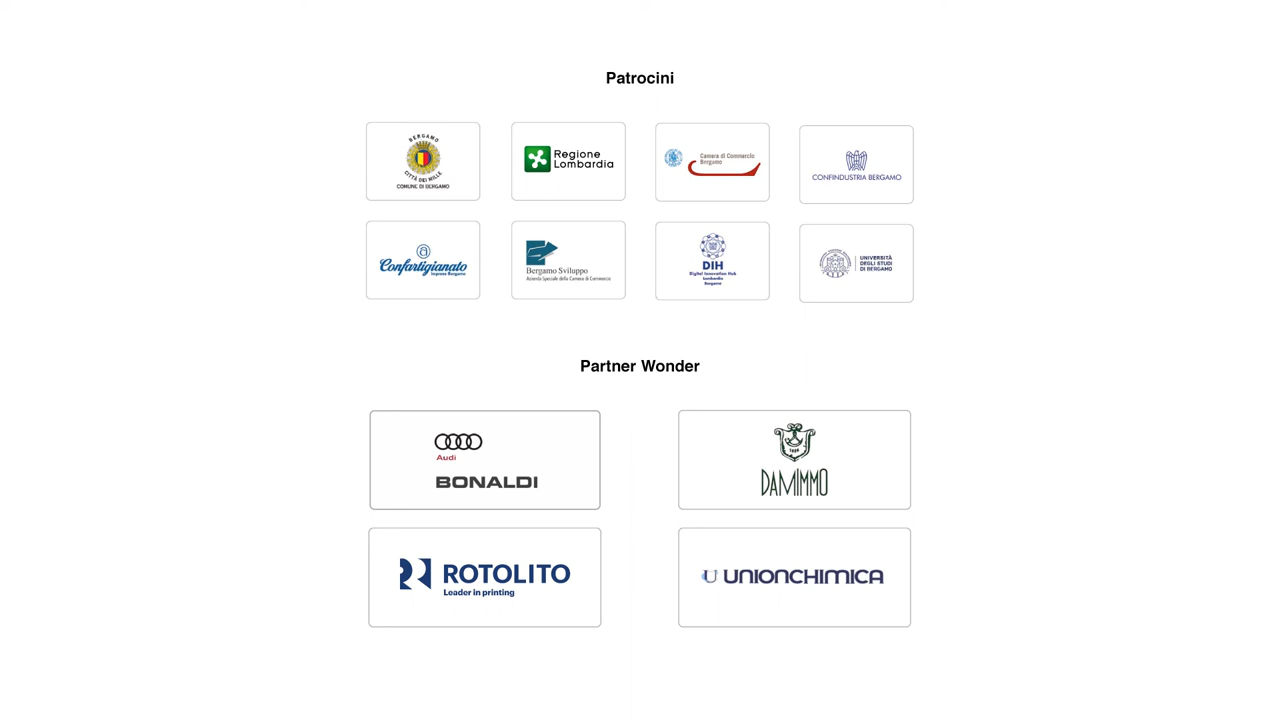 Patrocini
BERGAMO
CITTÀ DEI MILLE
COMUNE DI BERGAMO
Regione
Lombardia
Camera di Commercio
Bergamo
CONFINDUSTRIA BERGAMO
Confartigianato
Imprese Bergamo
Bergamo Sviluppo
Azienda Speciale della Camera di Commercio
DIH
Digital Innovation Hub
Lombardia
Bergamo
UNIVERSITÀ
DEGLI STUDI
DI BERGAMO
Partner Wonder
Audi
BONALDI
DAMIMMO
ROTOLITO
Leader in printing
U UNIONCHIMICA